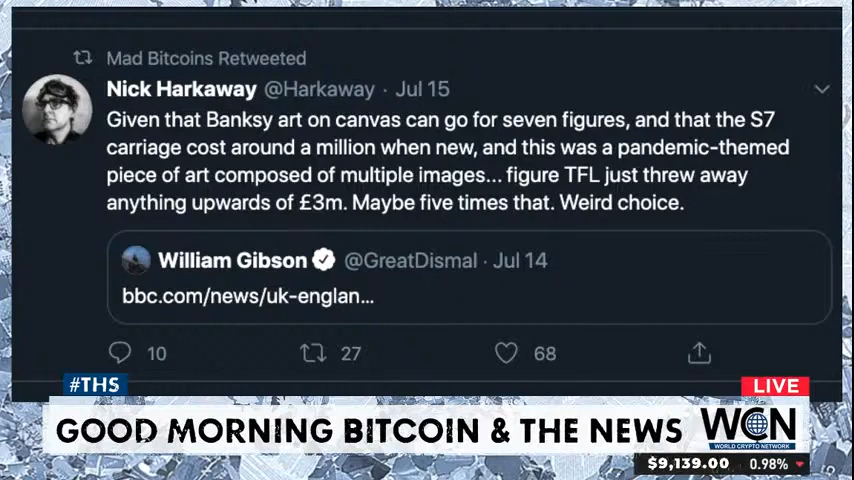 Mad Bitcoins Retweeted
Nick Harkaway @Harkaway · Jul 15
Given that Banksy art on canvas can go for seven figures, and that the S7
carriage cost around a million when new, and this was a pandemic-themed
piece of art composed of multiple images... figure TFL just threw away
anything upwards of £3m. Maybe five times that. Weird choice.
William Gibson @GreatDismal · Jul 14
bbc.com/news/uk-englan...
10 27 68
#THS
LIVE
GOOD MORNING BITCOIN & THE NEWS
WCN
WORLD CRYPTO NETWORK
$9,139.00 0.98%